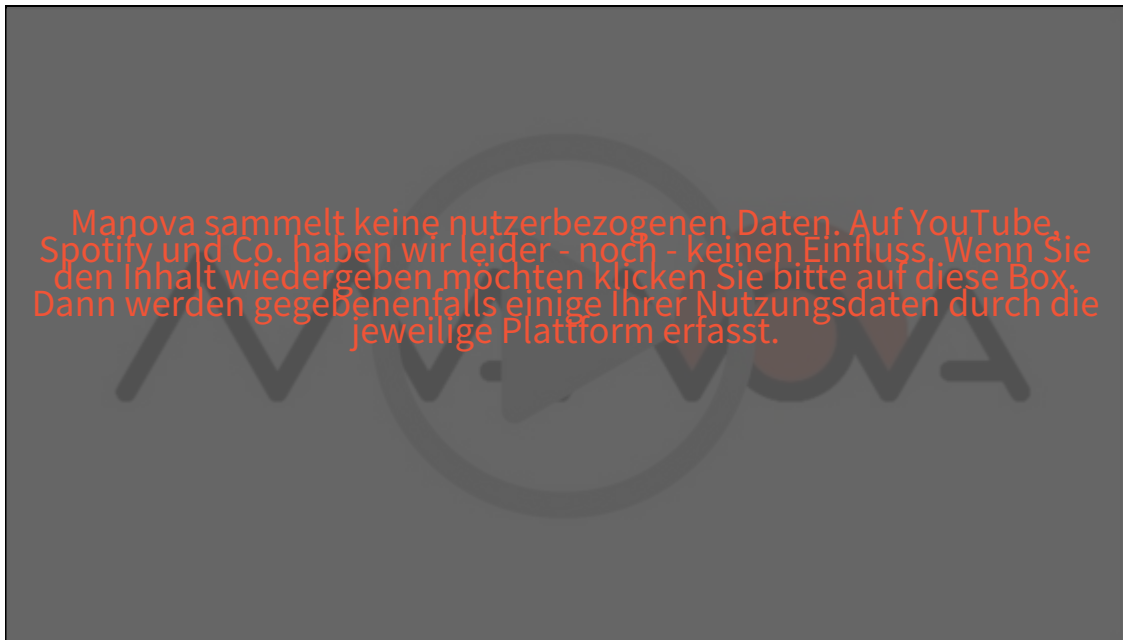 Manova sammelt keine nutzerbezogenen Daten. Auf YouTube,
Spotify und Co. haben wir leider - noch - keinen Einfluss. Wenn Sie
den Inhalt wiedergeben möchten klicken Sie bitte auf diese Box.
Dann werden gegebenenfalls einige Ihrer Nutzungsdaten durch die
jeweilige Plattform erfasst.
MANOVA